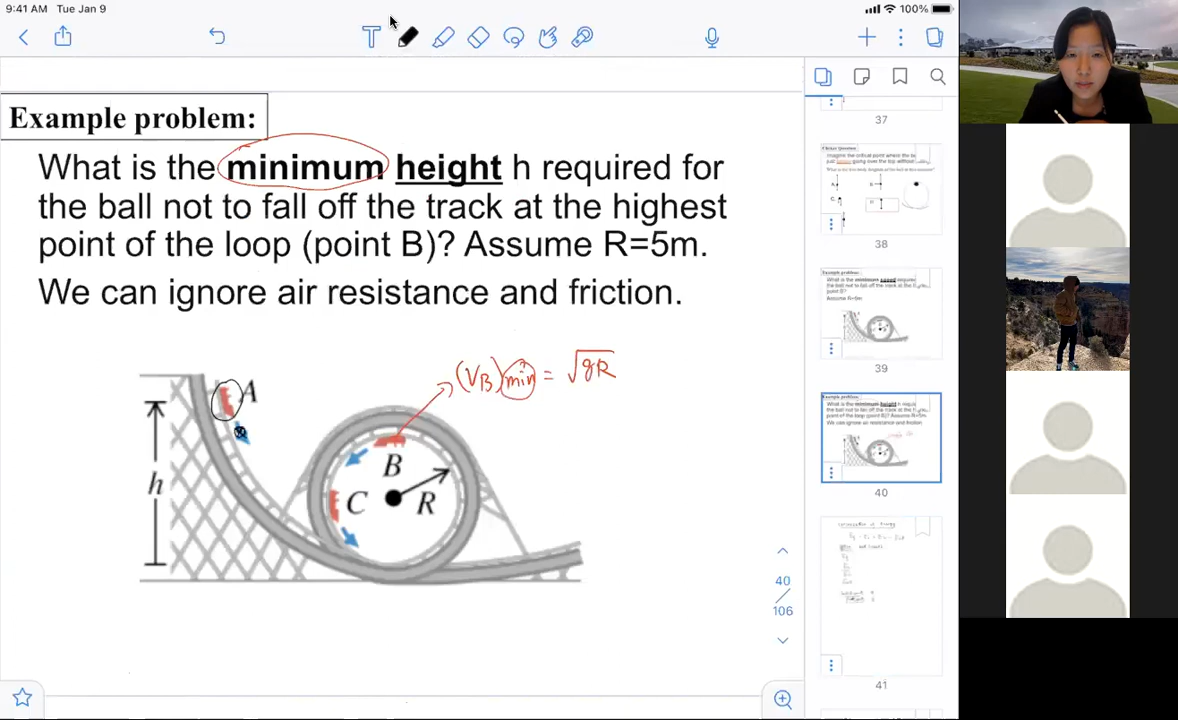 9:41 AM Tue Jan 9
100%
Example problem:
What is the minimum height h required for
the ball not to fall off the track at the highest
point of the loop (point B)? Assume R=5m.
We can ignore air resistance and friction.
(V_B)min = √gR
A
h
B
C
R
40
106
37
38
39
40
41